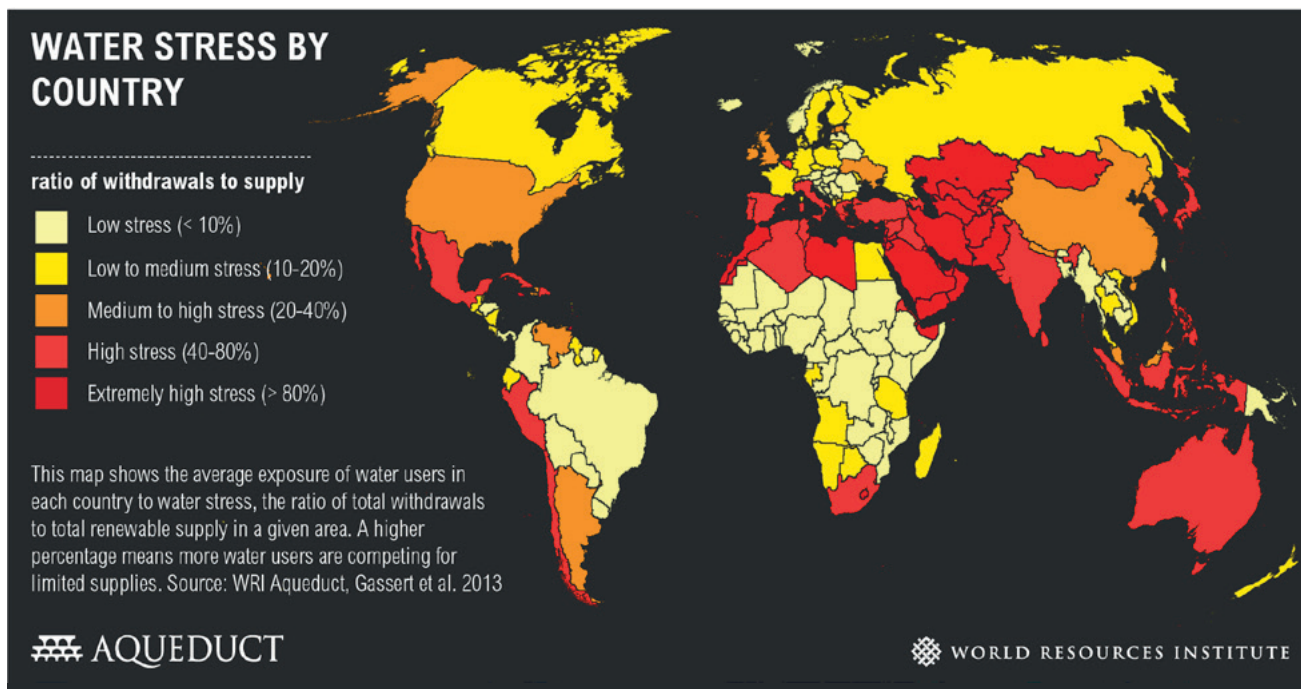 WATER STRESS BY
COUNTRY
ratio of withdrawals to supply
Low stress (< 10%)
Low to medium stress (10-20%)
Medium to high stress (20-40%)
High stress (40-80%)
Extremely high stress (> 80%)
This map shows the average exposure of water users in
each country to water stress, the ratio of total withdrawals
to total renewable supply in a given area. A higher
percentage means more water users are competing for
limited supplies. Source: WRI Aqueduct, Gassert et al. 2013
AQUEDUCT
WORLD RESOURCES INSTITUTE